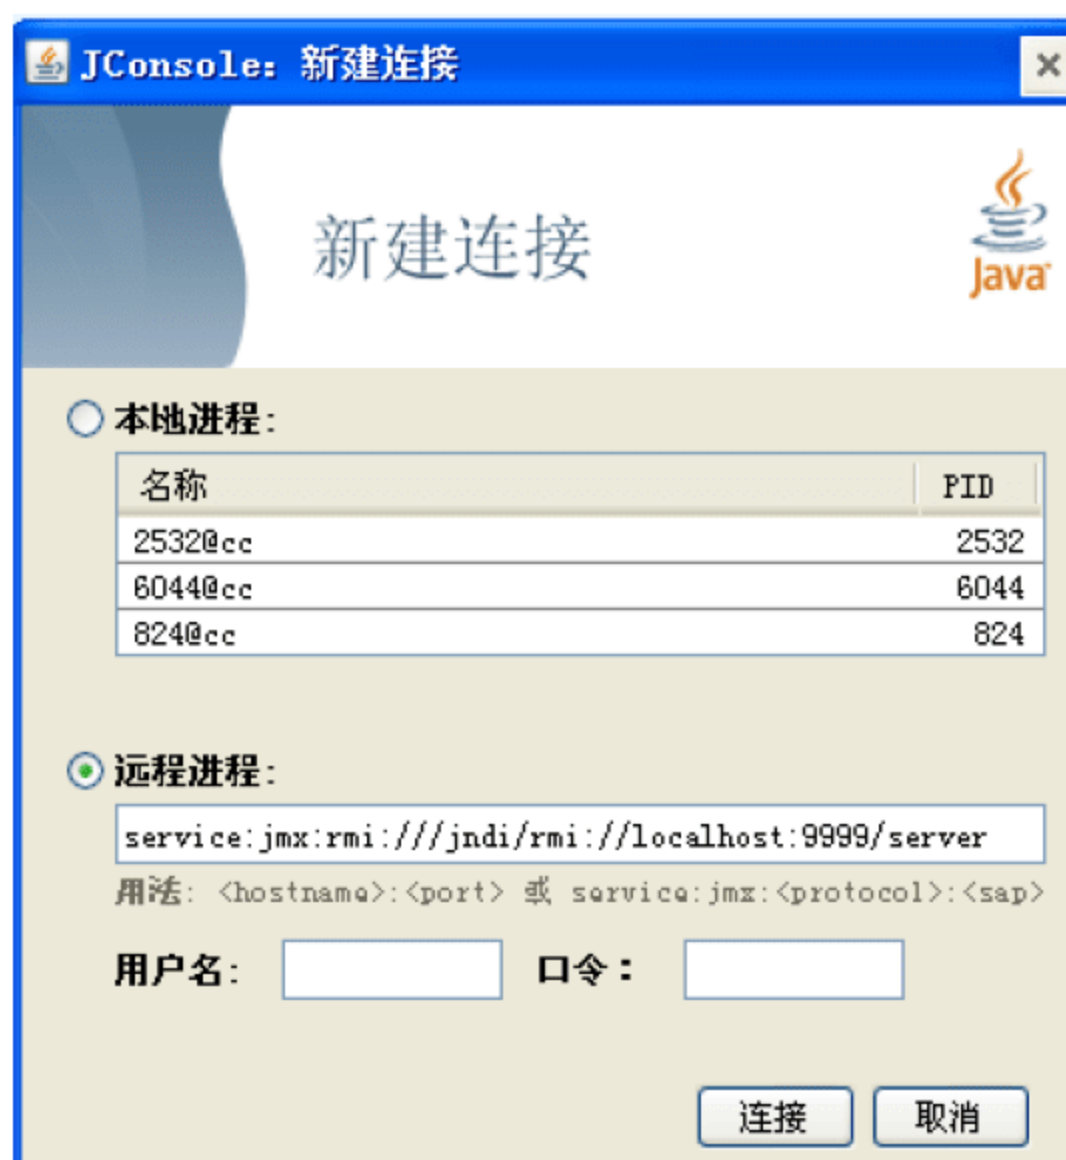 JConsole: 新建连接
新建连接
Java
本地进程:
名称 PID
2532@cc 2532
6044@cc 6044
824@cc 824
远程进程:
service:jmx:rmi:///jndi/rmi://localhost:9999/server
用法: <hostname>:<port> 或 service:jmx:<protocol>:<sap>
用户名: 口令：
连接 取消